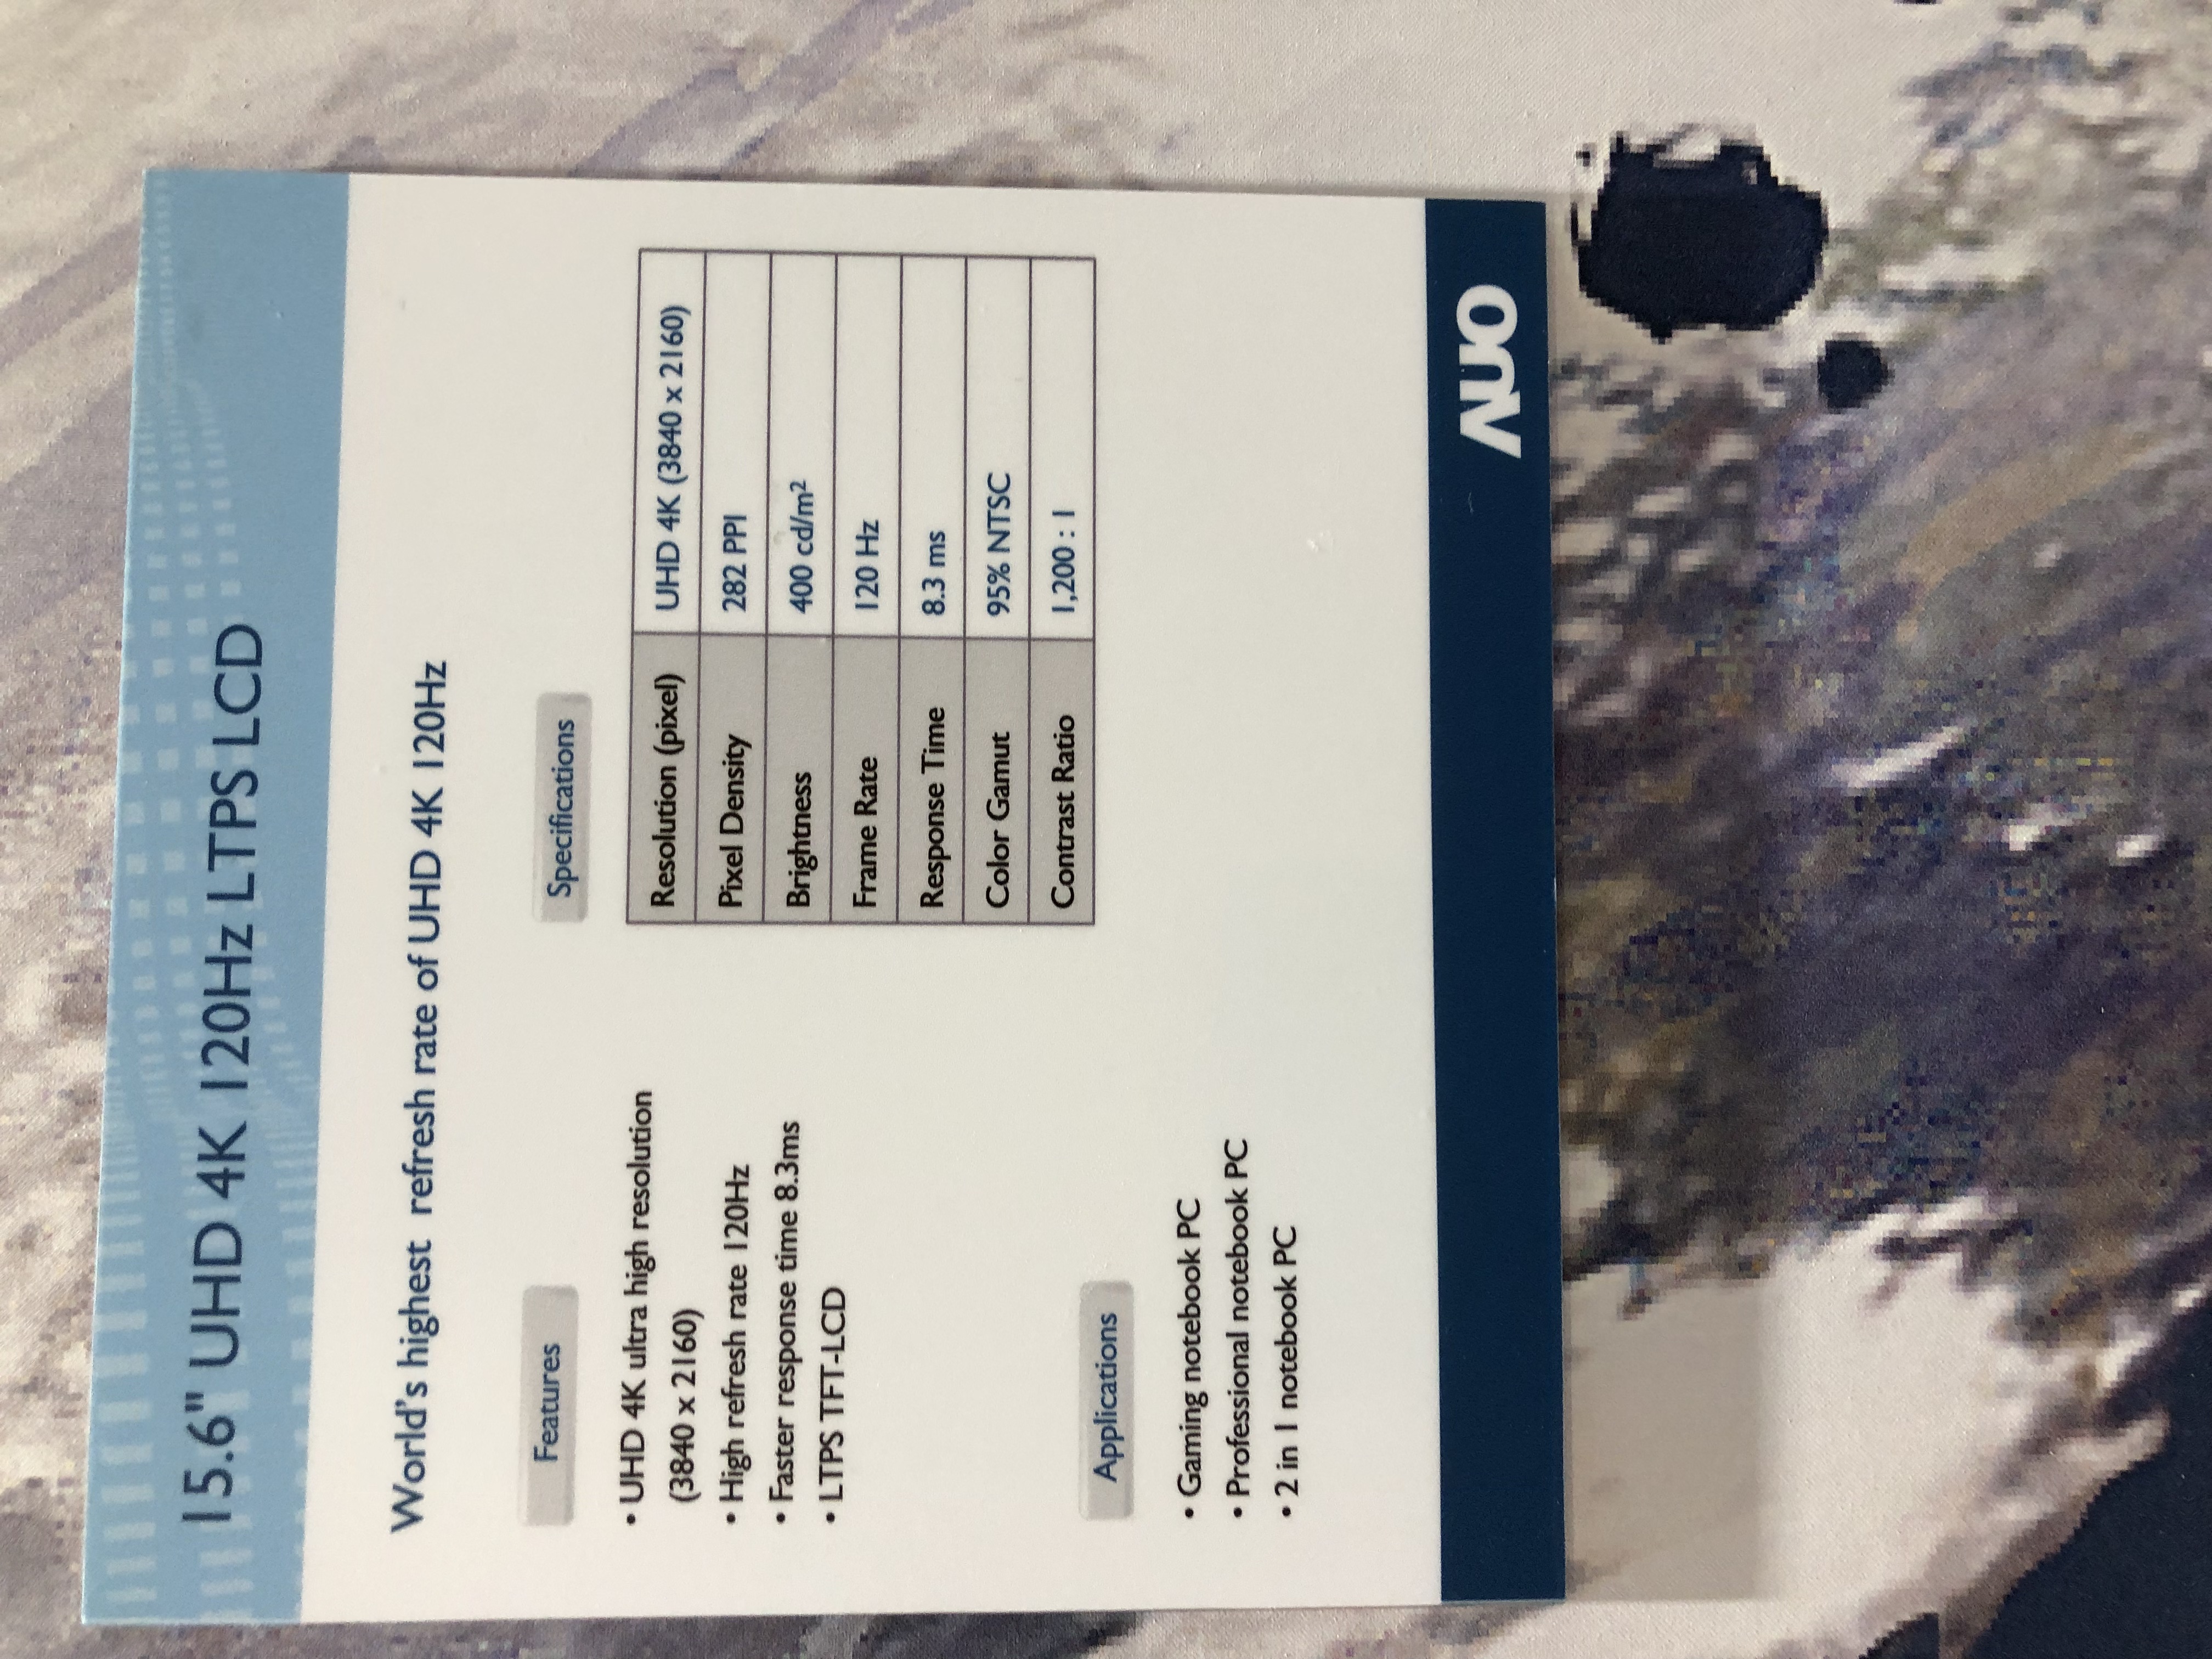 15.6" UHD 4K 120Hz LTPS LCD
World's highest refresh rate of UHD 4K 120Hz
Features
• UHD 4K ultra high resolution
(3840 x 2160)
• High refresh rate 120Hz
• Faster response time 8.3ms
• LTPS TFT-LCD
Applications
• Gaming notebook PC
• Professional notebook PC
• 2 in 1 notebook PC
Specifications
Resolution (pixel) UHD 4K (3840 x 2160)
Pixel Density 282 PPI
Brightness 400 cd/m²
Frame Rate 120 Hz
Response Time 8.3 ms
Color Gamut 95% NTSC
Contrast Ratio 1,200 : 1
AUO